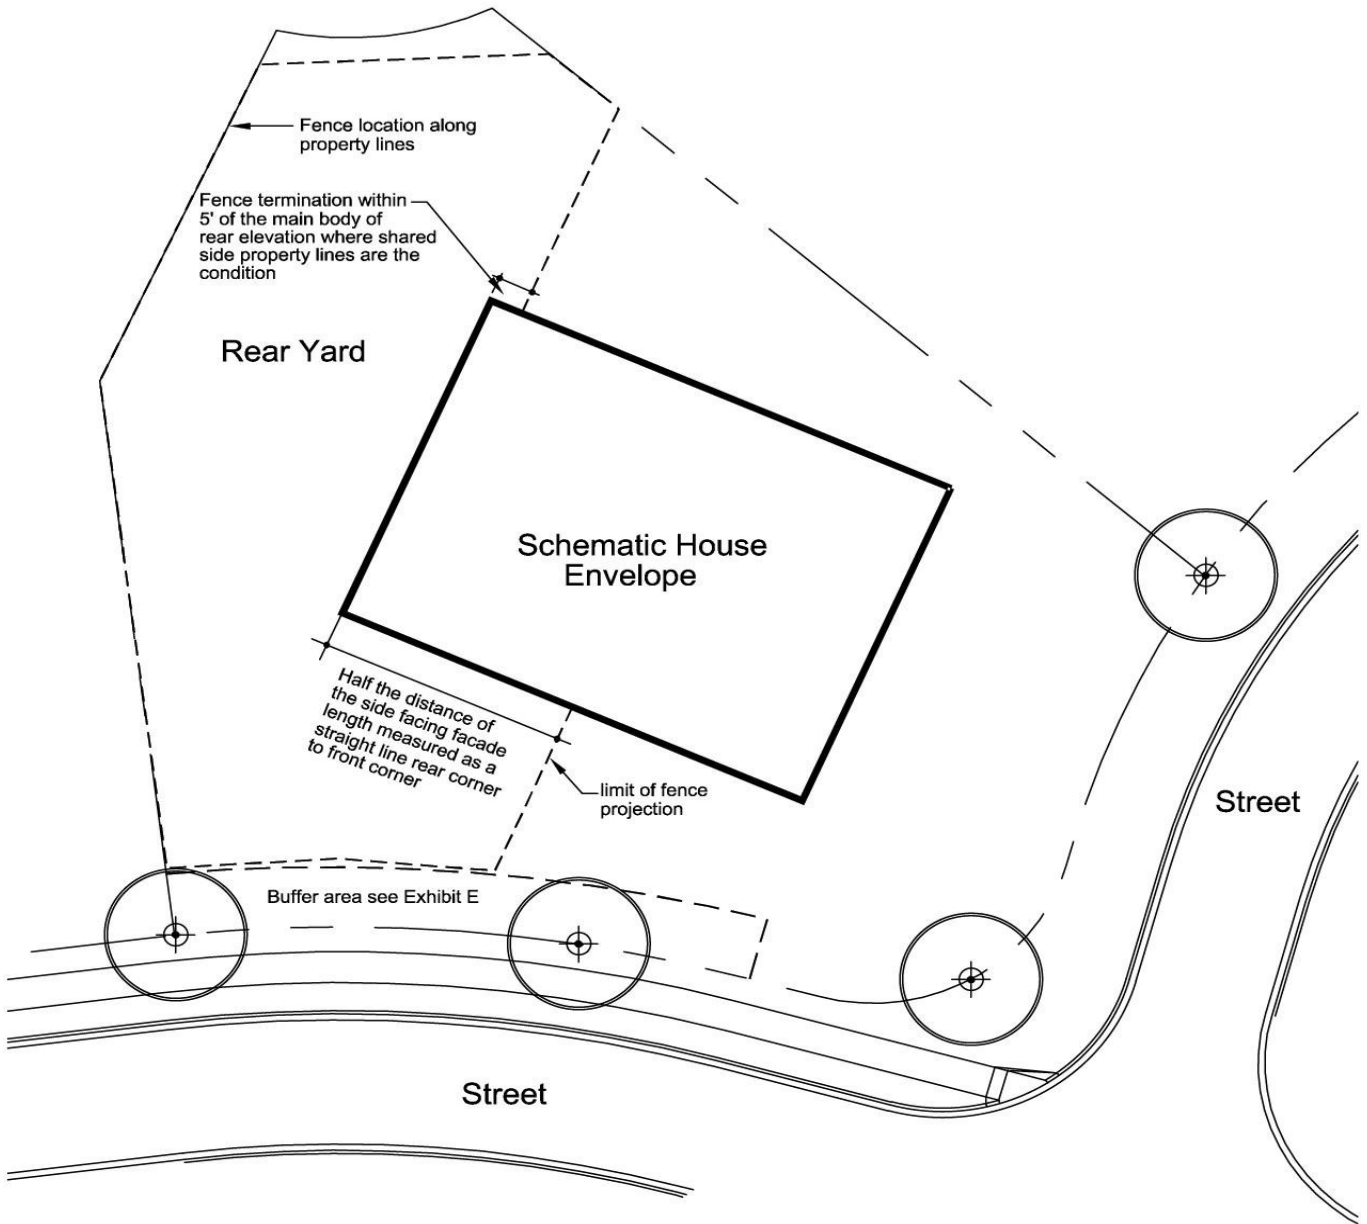 Fence location along
property lines
Fence termination within
5' of the main body of
rear elevation where shared
side property lines are the
condition
Rear Yard
Schematic House
Envelope
Half the distance of
the side facing facade
length measured as a
straight line rear corner
to front corner
limit of fence
projection
Street
Buffer area see Exhibit E
Street